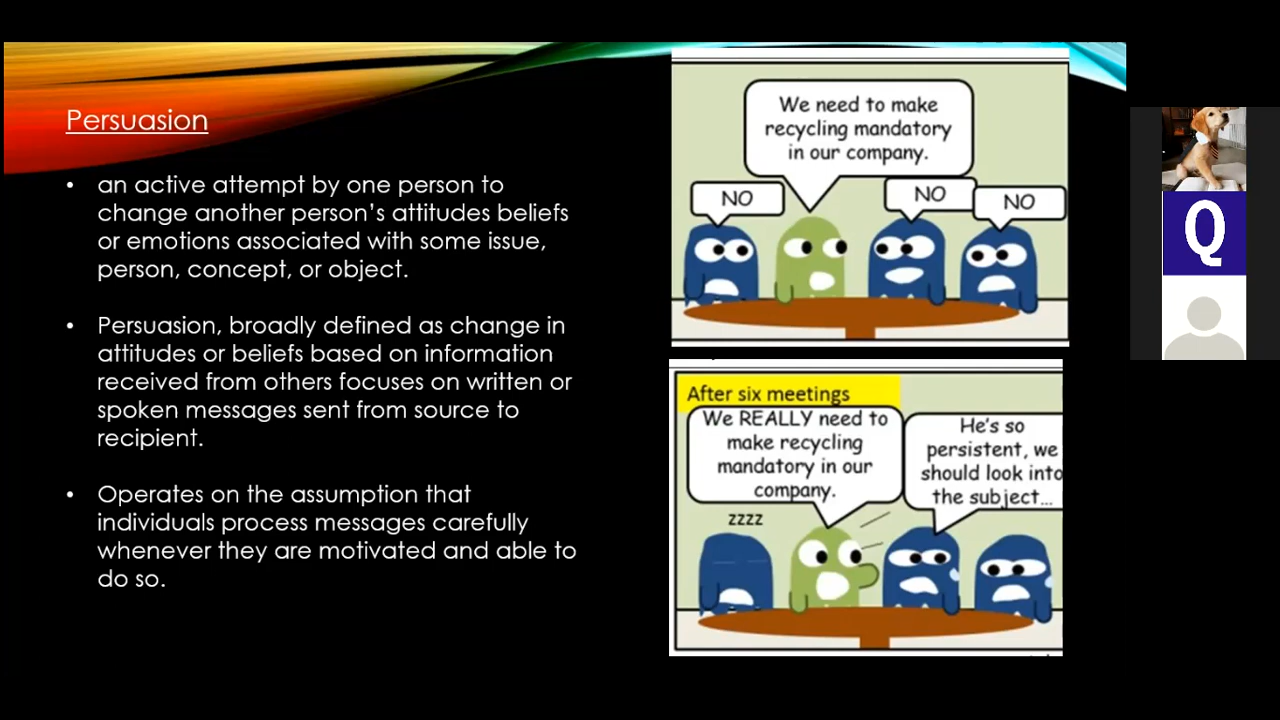 Persuasion
• an active attempt by one person to
change another person's attitudes beliefs
or emotions associated with some issue,
person, concept, or object.
• Persuasion, broadly defined as change in
attitudes or beliefs based on information
received from others focuses on written or
spoken messages sent from source to
recipient.
• Operates on the assumption that
individuals process messages carefully
whenever they are motivated and able to
do so.
We need to make
recycling mandatory
in our company.
NO
NO
NO
After six meetings
We REALLY need to
make recycling
mandatory in our
company.
He's so
persistent, we
should look into
the subject...
zzzz
Q